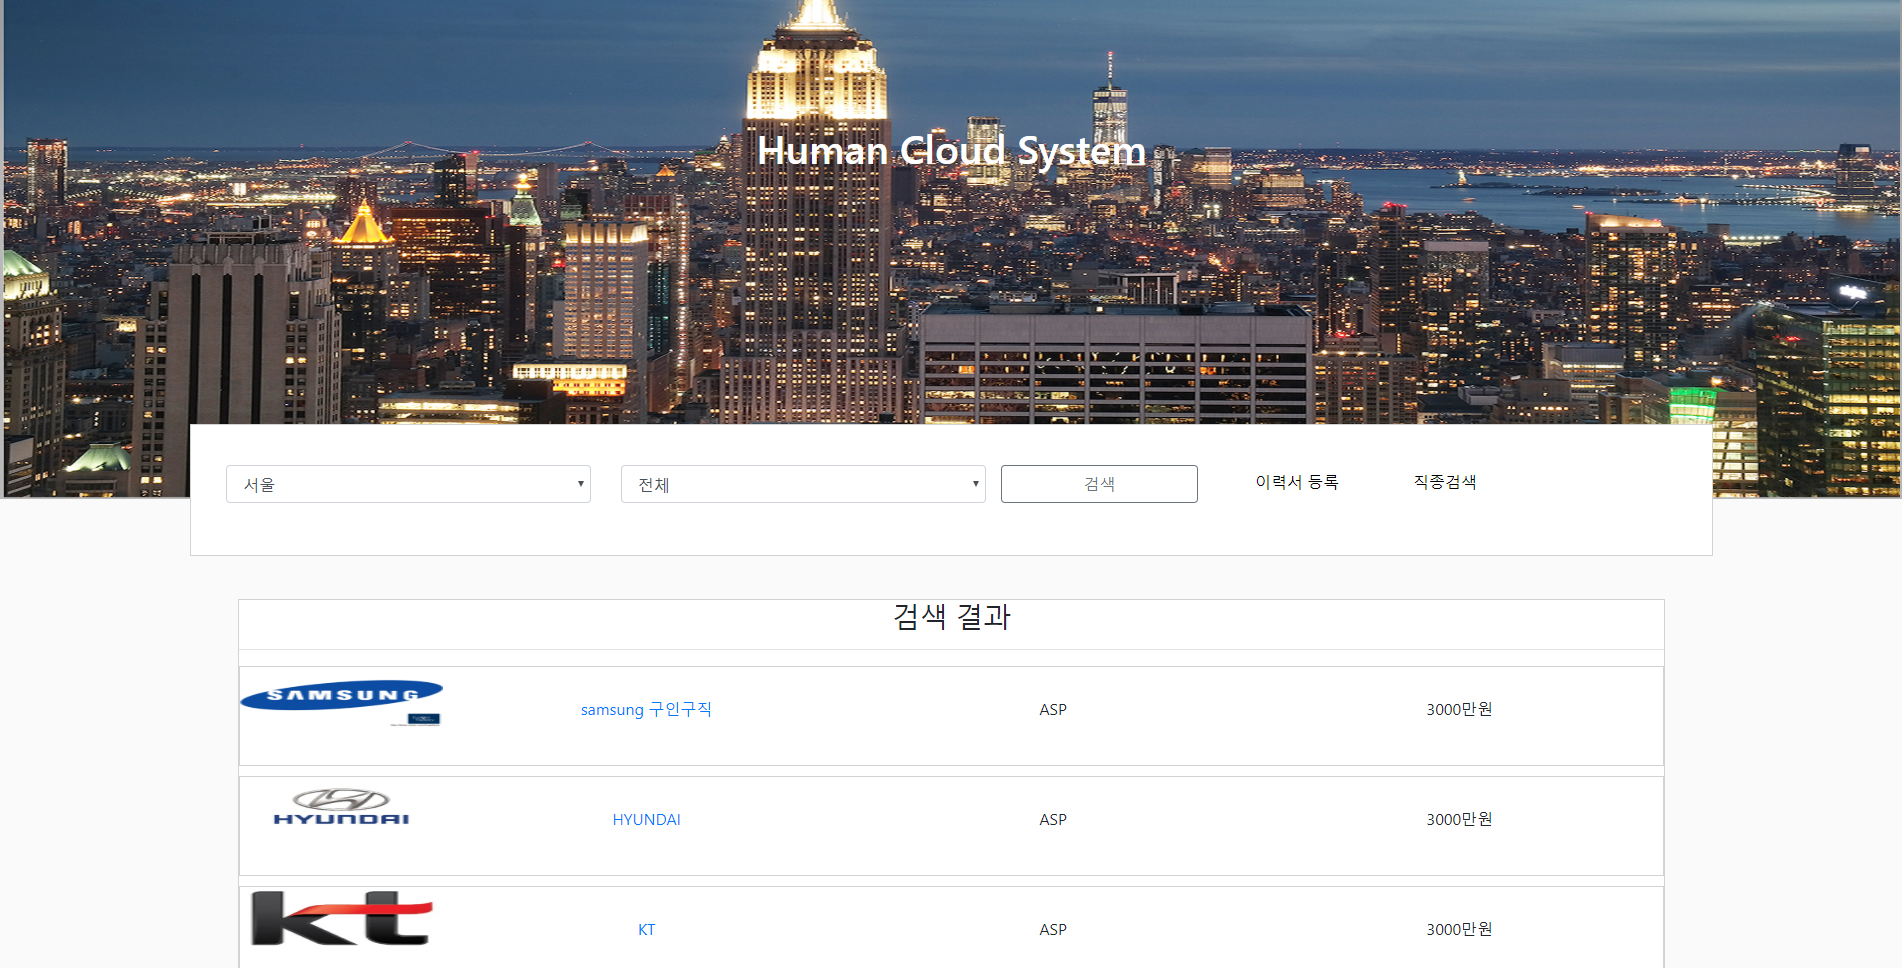 Human Cloud System
서울
전체
검색
이력서 등록
직종검색
검색 결과
SAMSUNG
samsung 구인구직
ASP
3000만원
HYUNDAI
HYUNDAI
ASP
3000만원
kt
KT
ASP
3000만원